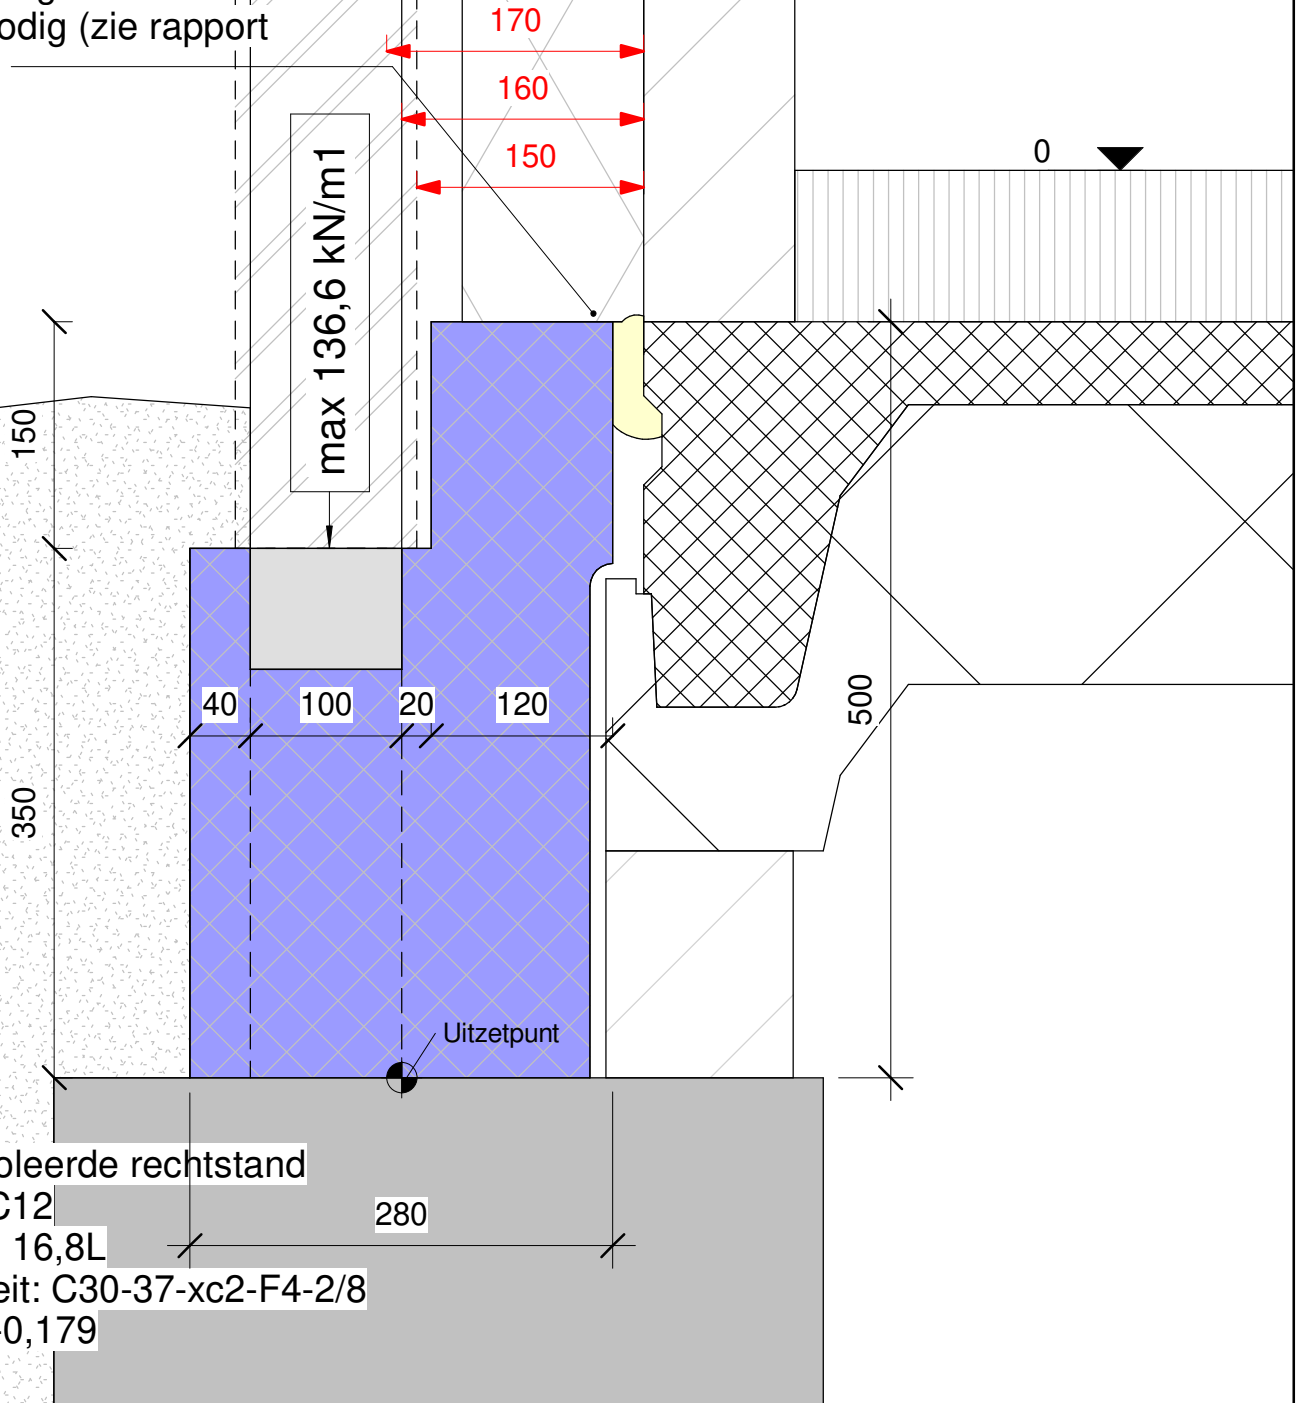 odig (zie rapport
170
160
150
0
max 136,6 kN/m1
150
40
100
20
120
500
350
Uitzetpunt
oleerde rechtstand
C12
16,8L
eit: C30-37-xc2-F4-2/8
-0,179
280